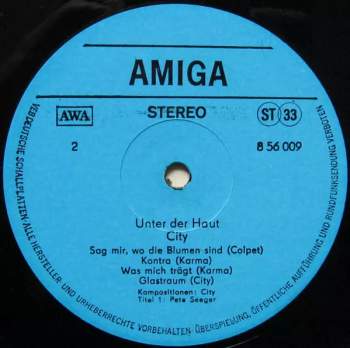 AMIGA
AWA
STEREO
ST 33
2
8 56 009
Unter der Haut
City
Sag mir, wo die Blumen sind (Colpet)
Kontra (Karma)
Was mich trägt (Karma)
Glastraum (City)
Kompositionen: City
Titel 1: Pete Seeger
VEB DEUTSCHE SCHALLPLATTEN · ALLE HERSTELLER UND URHEBERRECHTE VORBEHALTEN · ÜBERSPIELUNG, ÖFFENTLICHE AUFFÜHRUNG UND RUNDFUNKSENDUNG VERBOTEN